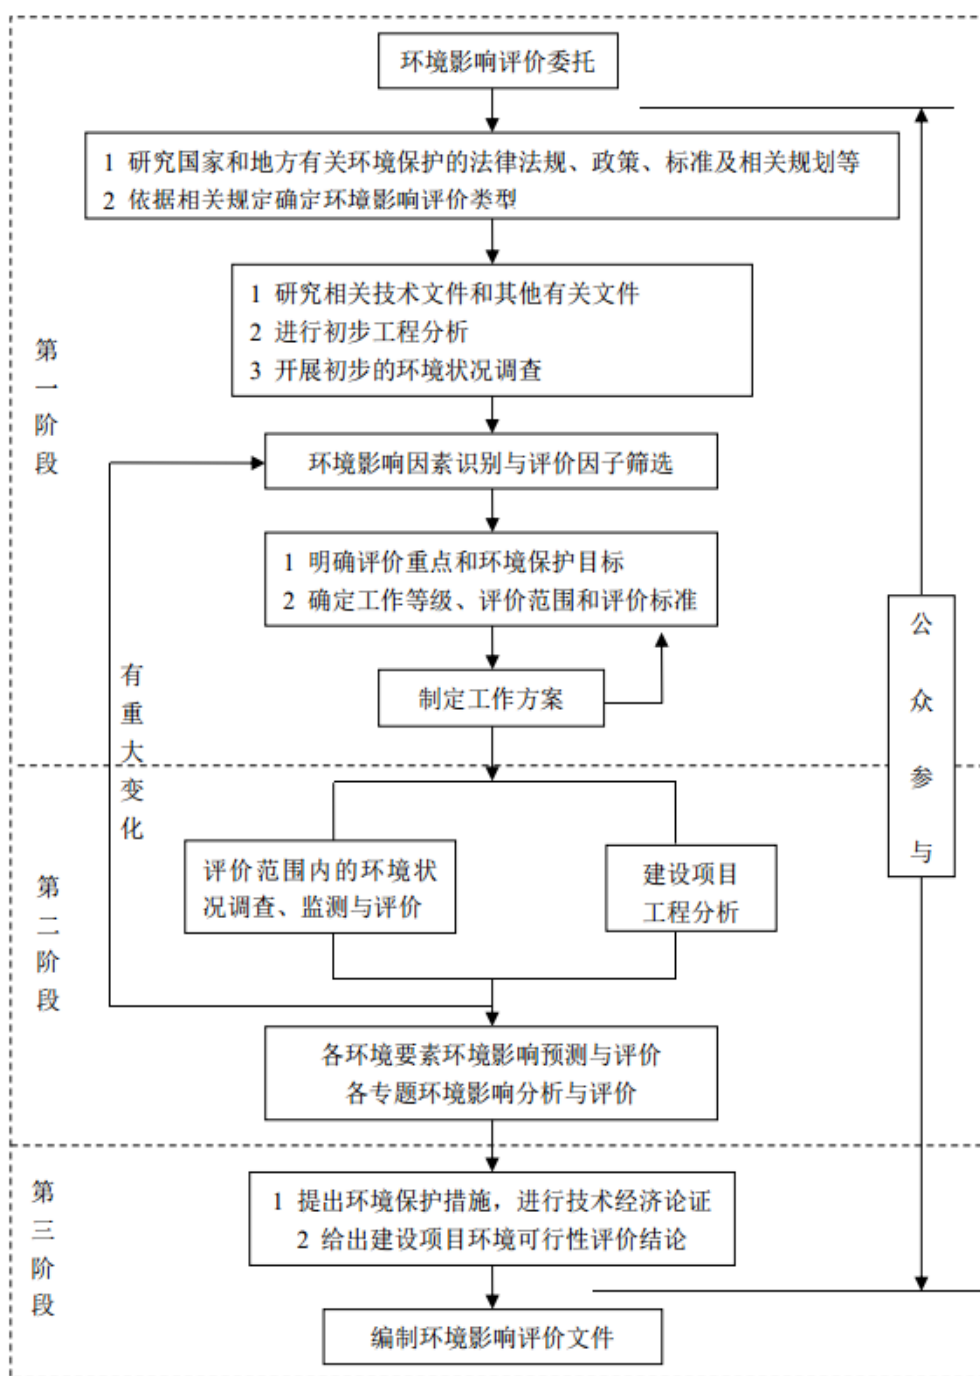 环境影响评价委托
1 研究国家和地方有关环境保护的法律法规、政策、标准及相关规划等
2 依据相关规定确定环境影响评价类型
1 研究相关技术文件和其他有关文件
2 进行初步工程分析
3 开展初步的环境状况调查
第一阶段
环境影响因素识别与评价因子筛选
1 明确评价重点和环境保护目标
2 确定工作等级、评价范围和评价标准
公众参与
有重大变化
制定工作方案
第二阶段
评价范围内的环境状
况调查、监测与评价
建设项目
工程分析
各环境要素环境影响预测与评价
各专题环境影响分析与评价
第三阶段
1 提出环境保护措施，进行技术经济论证
2 给出建设项目环境可行性评价结论
编制环境影响评价文件